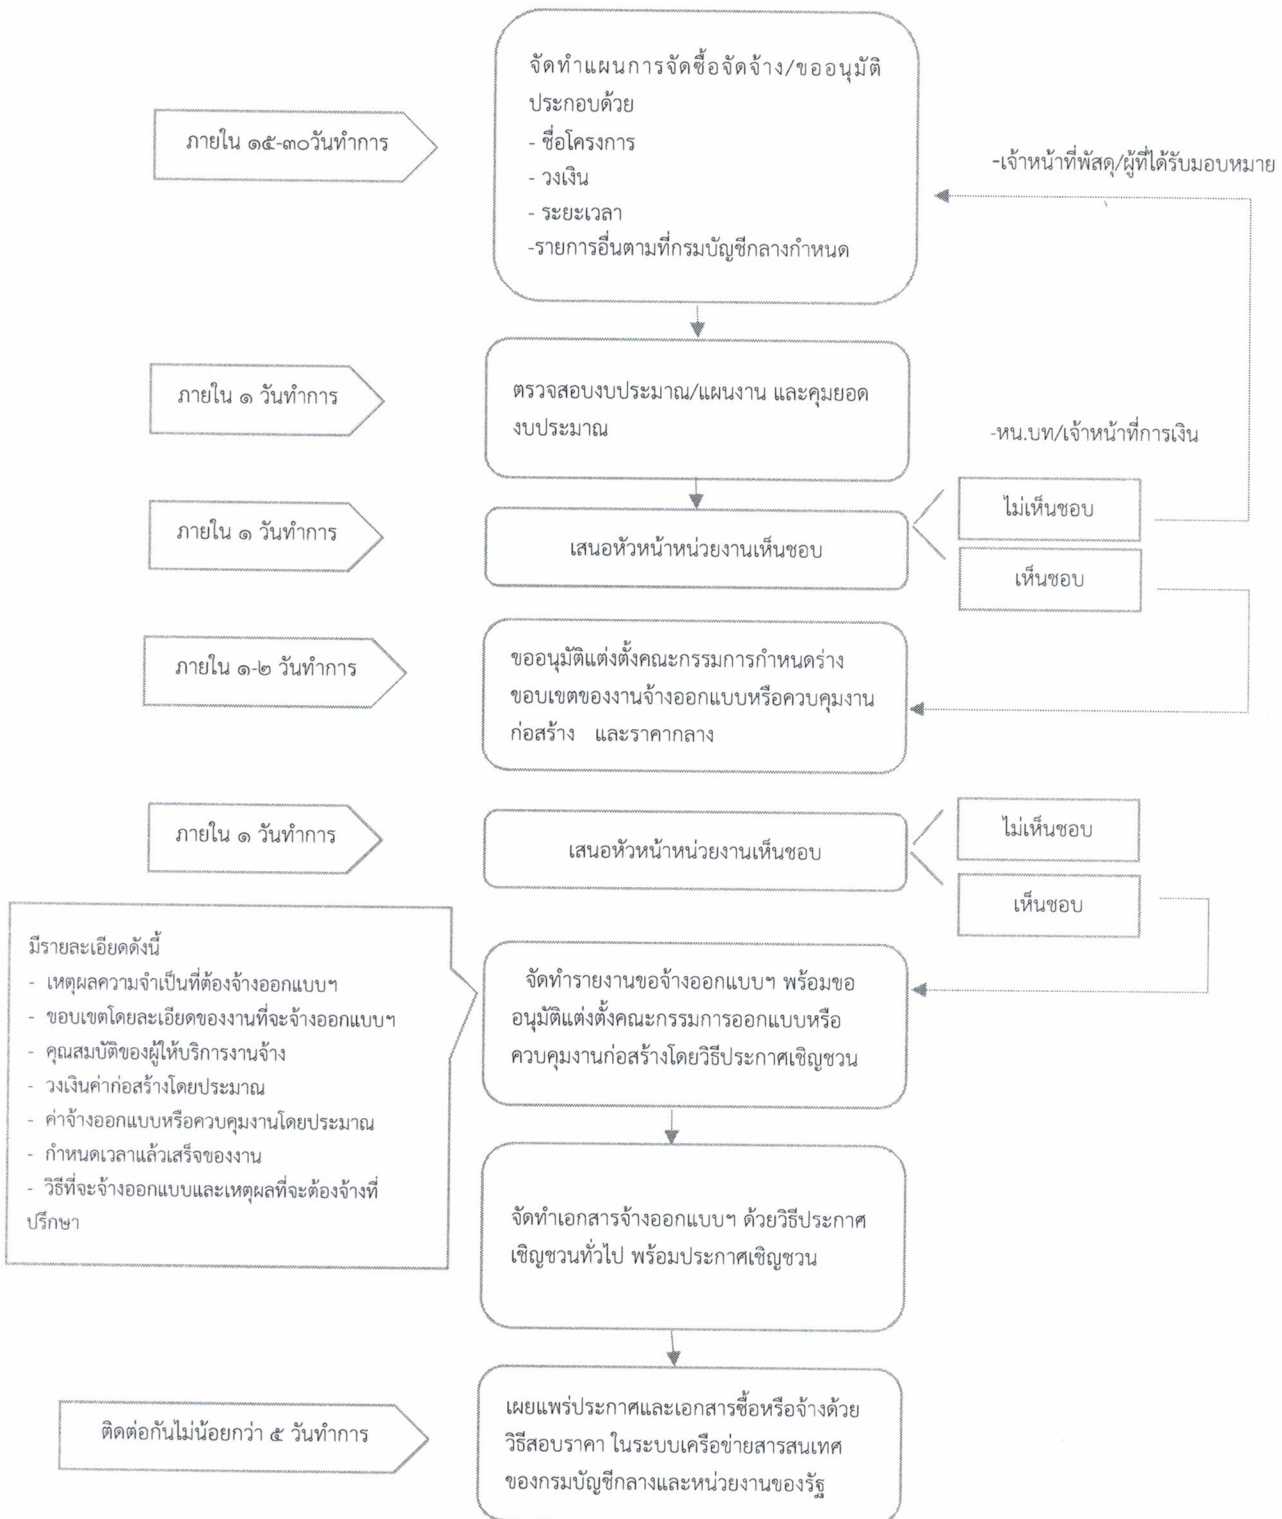 จัดทำแผนการจัดซื้อจัดจ้าง/ขออนุมัติ
ประกอบด้วย
- ชื่อโครงการ
- วงเงิน
- ระยะเวลา
-รายการอื่นตามที่กรมบัญชีกลางกำหนด
ภายใน ๑๕-๓๐วันทำการ
-เจ้าหน้าที่พัสดุ/ผู้ที่ได้รับมอบหมาย
ภายใน ๑ วันทำการ
ตรวจสอบงบประมาณ/แผนงาน และคุมยอด
งบประมาณ
-หน.บท/เจ้าหน้าที่การเงิน
ภายใน ๑ วันทำการ
เสนอหัวหน้าหน่วยงานเห็นชอบ
ไม่เห็นชอบ
เห็นชอบ
ภายใน ๑-๒ วันทำการ
ขออนุมัติแต่งตั้งคณะกรรมการกำหนดร่าง
ขอบเขตของงานจ้างออกแบบหรือควบคุมงาน
ก่อสร้าง และราคากลาง
ภายใน ๑ วันทำการ
เสนอหัวหน้าหน่วยงานเห็นชอบ
ไม่เห็นชอบ
เห็นชอบ
มีรายละเอียดดังนี้
- เหตุผลความจำเป็นที่ต้องจ้างออกแบบฯ
- ขอบเขตโดยละเอียดของงานที่จะจ้างออกแบบฯ
- คุณสมบัติของผู้ให้บริการงานจ้าง
- วงเงินค่าก่อสร้างโดยประมาณ
- ค่าจ้างออกแบบหรือควบคุมงานโดยประมาณ
- กำหนดเวลาแล้วเสร็จของงาน
- วิธีที่จะจ้างออกแบบและเหตุผลที่จะต้องจ้างที่
ปรึกษา
จัดทำรายงานขอจ้างออกแบบฯ พร้อมขอ
อนุมัติแต่งตั้งคณะกรรมการออกแบบหรือ
ควบคุมงานก่อสร้างโดยวิธีประกาศเชิญชวน
จัดทำเอกสารจ้างออกแบบฯ ด้วยวิธีประกาศ
เชิญชวนทั่วไป พร้อมประกาศเชิญชวน
ติดต่อกันไม่น้อยกว่า ๕ วันทำการ
เผยแพร่ประกาศและเอกสารซื้อหรือจ้างด้วย
วิธีสอบราคา ในระบบเครือข่ายสารสนเทศ
ของกรมบัญชีกลางและหน่วยงานของรัฐ